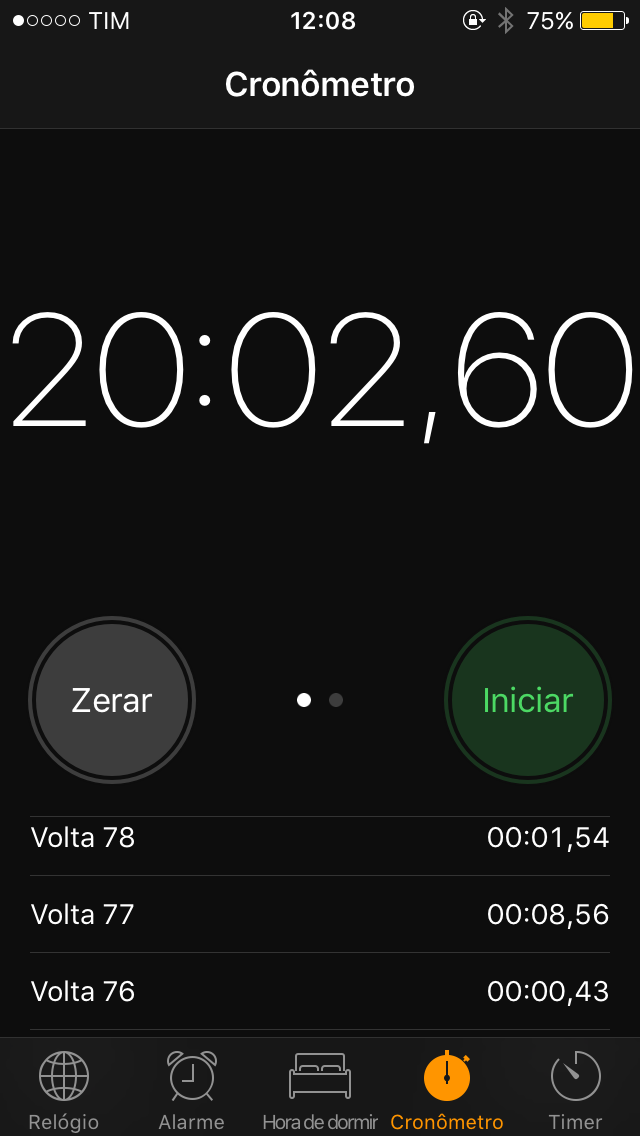 TIM 12:08 75%
Cronômetro
20:02,60
Zerar Iniciar
Volta 78 00:01,54
Volta 77 00:08,56
Volta 76 00:00,43
Relógio Alarme Hora de dormir Cronômetro Timer